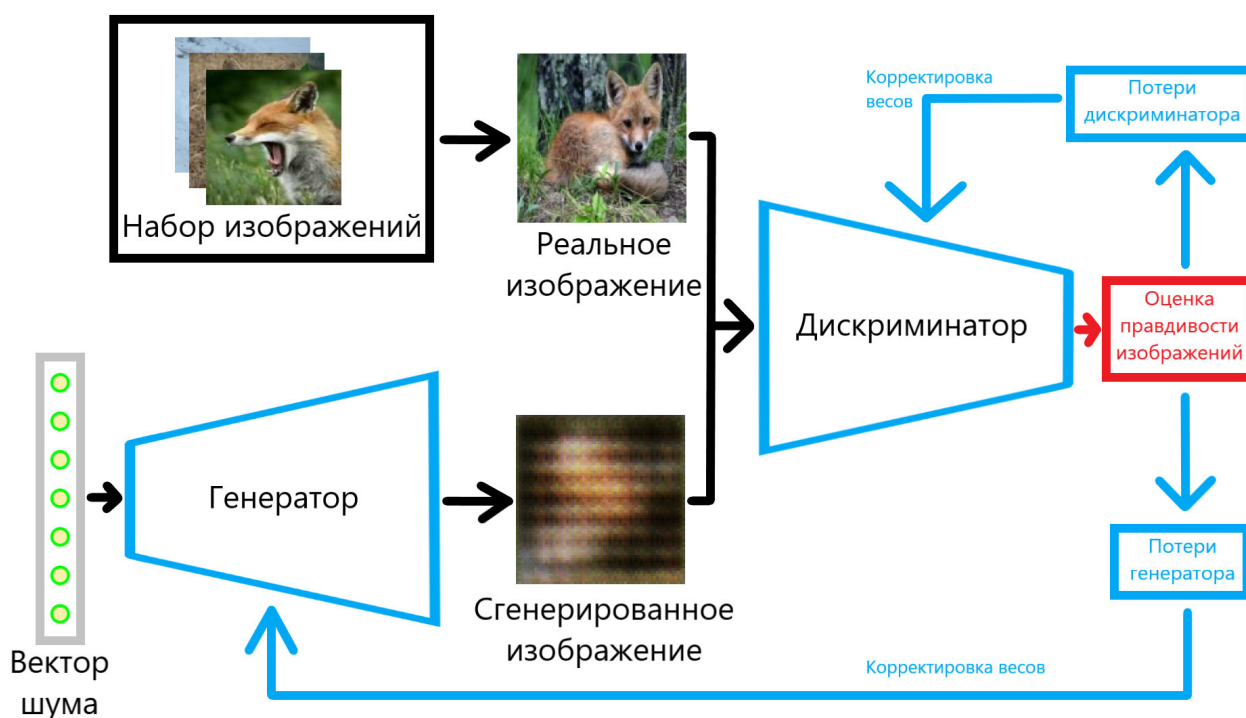 Набор изображений
Реальное
изображение
Корректировка
весов
Потери
дискриминатора
Дискриминатор
Оценка
правдивости
изображений
Вектор
шума
Генератор
Сгенерированное
изображение
Потери
генератора
Корректировка весов